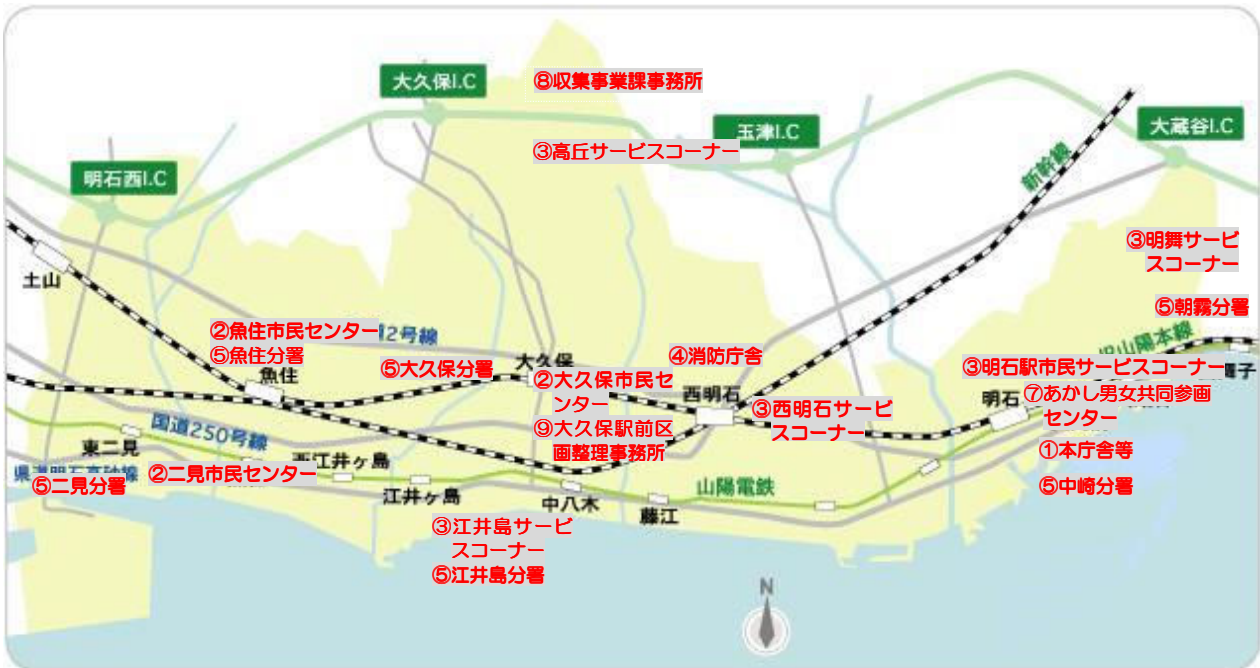 大久保I.C
⑧収集事業課事務所
玉津I.C
大蔵谷I.C
③高丘サービスコーナー
明石西I.C
新幹線
③明舞サービ
スコーナー
土山
⑤朝霧分署
②魚住市民センター
2号線
⑤魚住分署
魚住
⑤大久保分署
大久保
④消防庁舎
山陽本線
③明石駅市民サービスコーナー
②大久保市民セ
ンター
西明石
③西明石サービ
スコーナー
明石
⑦あかし男女共同参画
センター
⑨大久保駅前区
画整理事務所
国道250号線
東二見
①本庁舎等
西江井ヶ島
②二見市民センター
県道明石高砂線
⑤二見分署
江井ヶ島
中八木
藤江
山陽電鉄
⑤中崎分署
③江井島サービ
スコーナー
⑤江井島分署
N